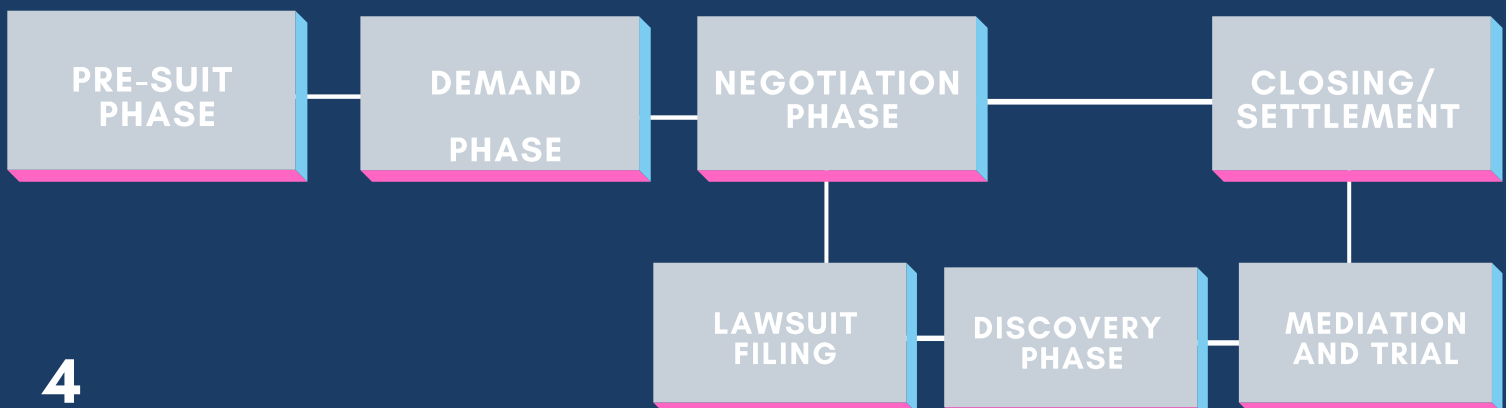 PRE-SUIT
PHASE
DEMAND
PHASE
NEGOTIATION
PHASE
CLOSING/
SETTLEMENT
LAWSUIT
FILING
DISCOVERY
PHASE
MEDIATION
AND TRIAL
4